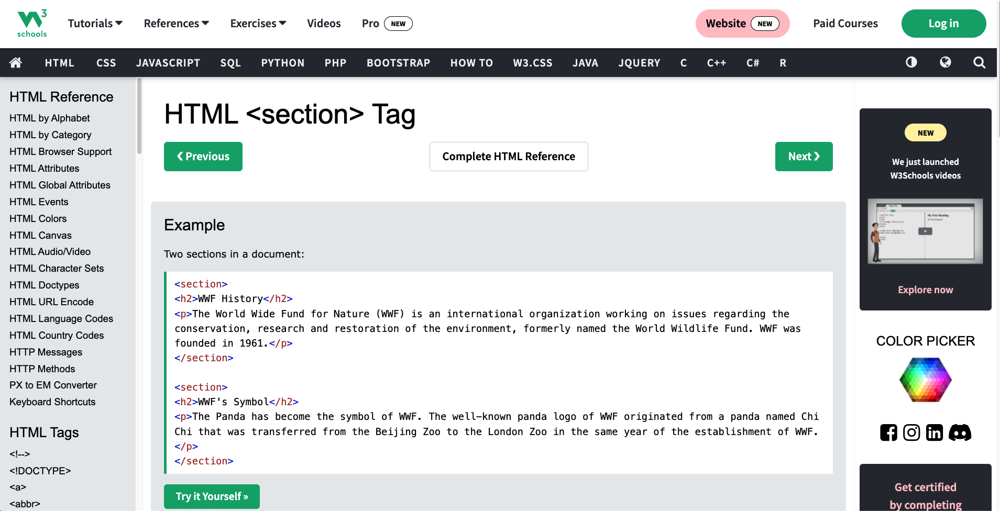 3
schools
Tutorials
References
Exercises
Videos
Pro NEW
Website NEW
Paid Courses
Log in
HTML
CSS
JAVASCRIPT
SQL
PYTHON
PHP
BOOTSTRAP
HOW TO
W3.CSS
JAVA
JQUERY
C
C++
C#
R
HTML Reference
HTML by Alphabet
HTML by Category
HTML Browser Support
HTML Attributes
HTML Global Attributes
HTML Events
HTML Colors
HTML Canvas
HTML Audio/Video
HTML Character Sets
HTML Doctypes
HTML URL Encode
HTML Language Codes
HTML Country Codes
HTTP Messages
HTTP Methods
PX to EM Converter
Keyboard Shortcuts
HTML Tags
<!-->
<!DOCTYPE>
<a>
<abbr>
HTML <section> Tag
❮ Previous
Complete HTML Reference
Next ❯
Example
Two sections in a document:
<section>
<h2>WWF History</h2>
<p>The World Wide Fund for Nature (WWF) is an international organization working on issues regarding the
conservation, research and restoration of the environment, formerly named the World Wildlife Fund. WWF was
founded in 1961.</p>
</section>
<section>
<h2>WWF's Symbol</h2>
<p>The Panda has become the symbol of WWF. The well-known panda logo of WWF originated from a panda named Chi
Chi that was transferred from the Beijing Zoo to the London Zoo in the same year of the establishment of WWF.
</p>
</section>
Try it Yourself »
NEW
We just launched
W3Schools videos
My First Heading
Explore now
COLOR PICKER
Get certified
by completing